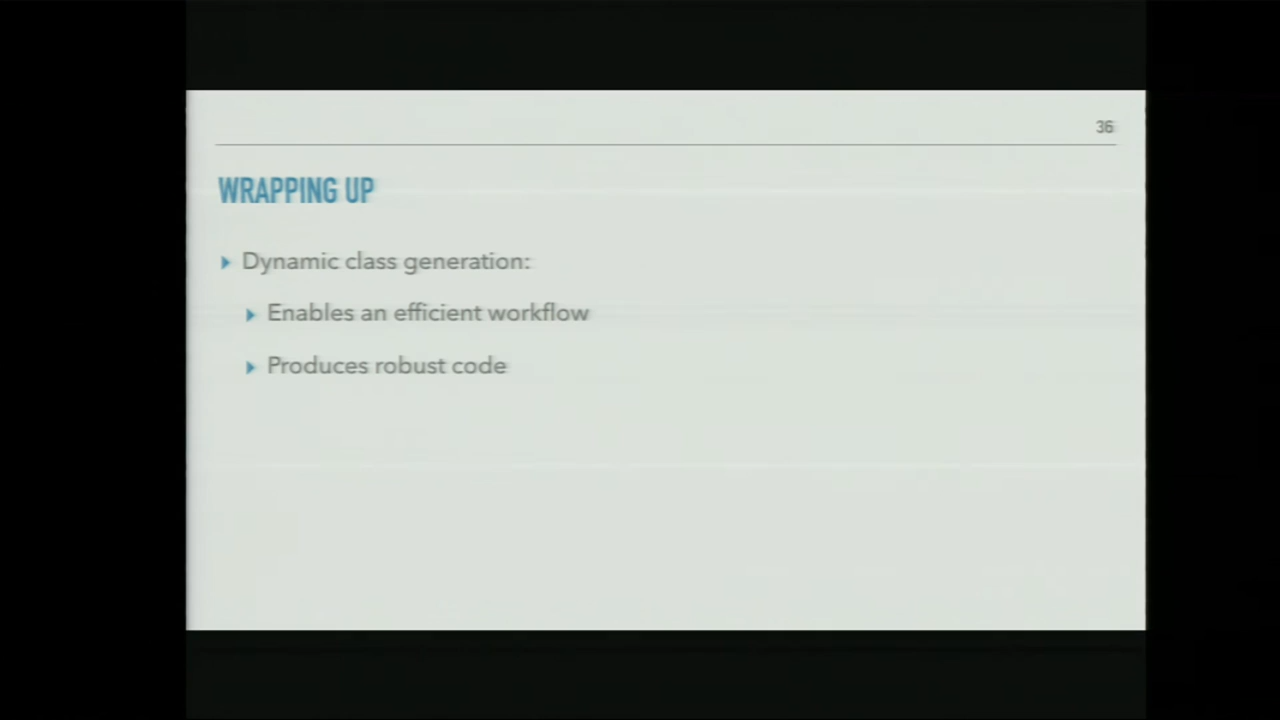 36
WRAPPING UP
Dynamic class generation:
Enables an efficient workflow
Produces robust code